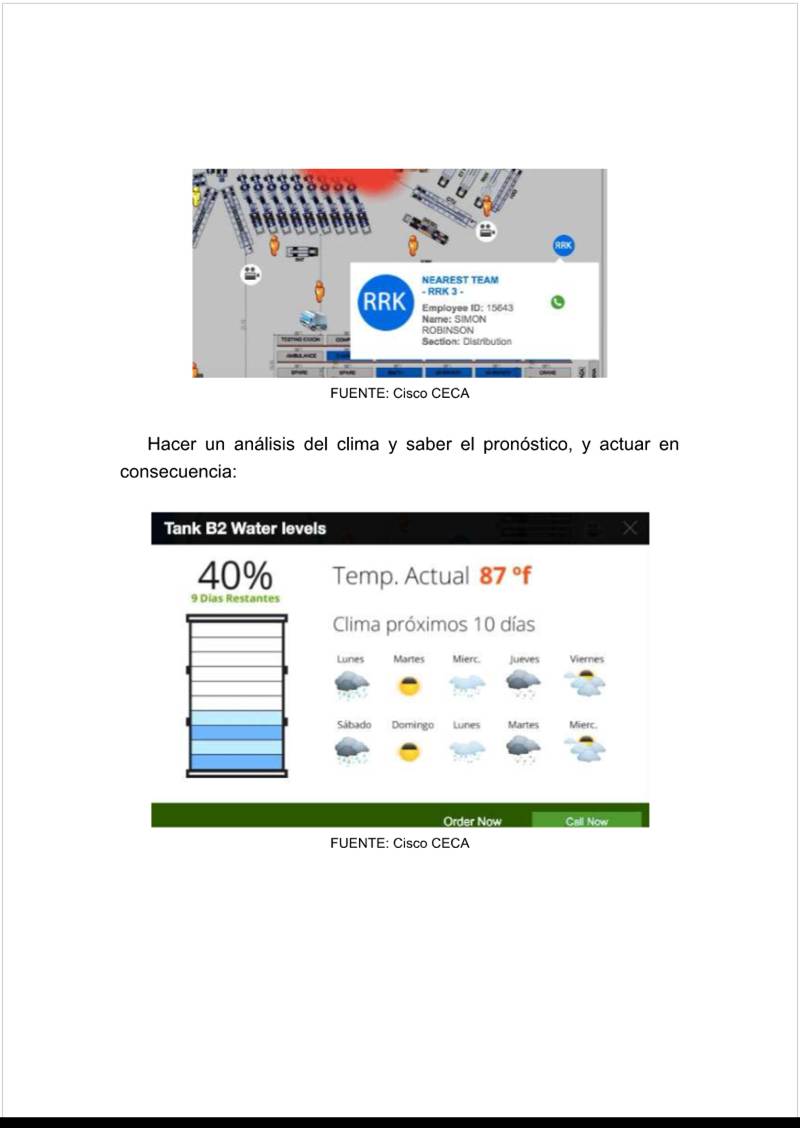 RRK
NEAREST TEAM
- RRK 3 -
RRK
Employee ID: 15643
Name: SIMON
ROBINSON
Section: Distribution
TESTING E/JCON
AMBULANCE
SPARE SPARE CRANE
FUENTE: Cisco CECA
Hacer un análisis del clima y saber el pronóstico, y actuar en
consecuencia:
Tank B2 Water levels
40%
9 Días Restantes
Temp. Actual 87 ºf
Clima próximos 10 días
Lunes Martes Mierc. Jueves Viernes
Sábado Domingo Lunes Martes Mierc.
Order Now Call Now
FUENTE: Cisco CECA